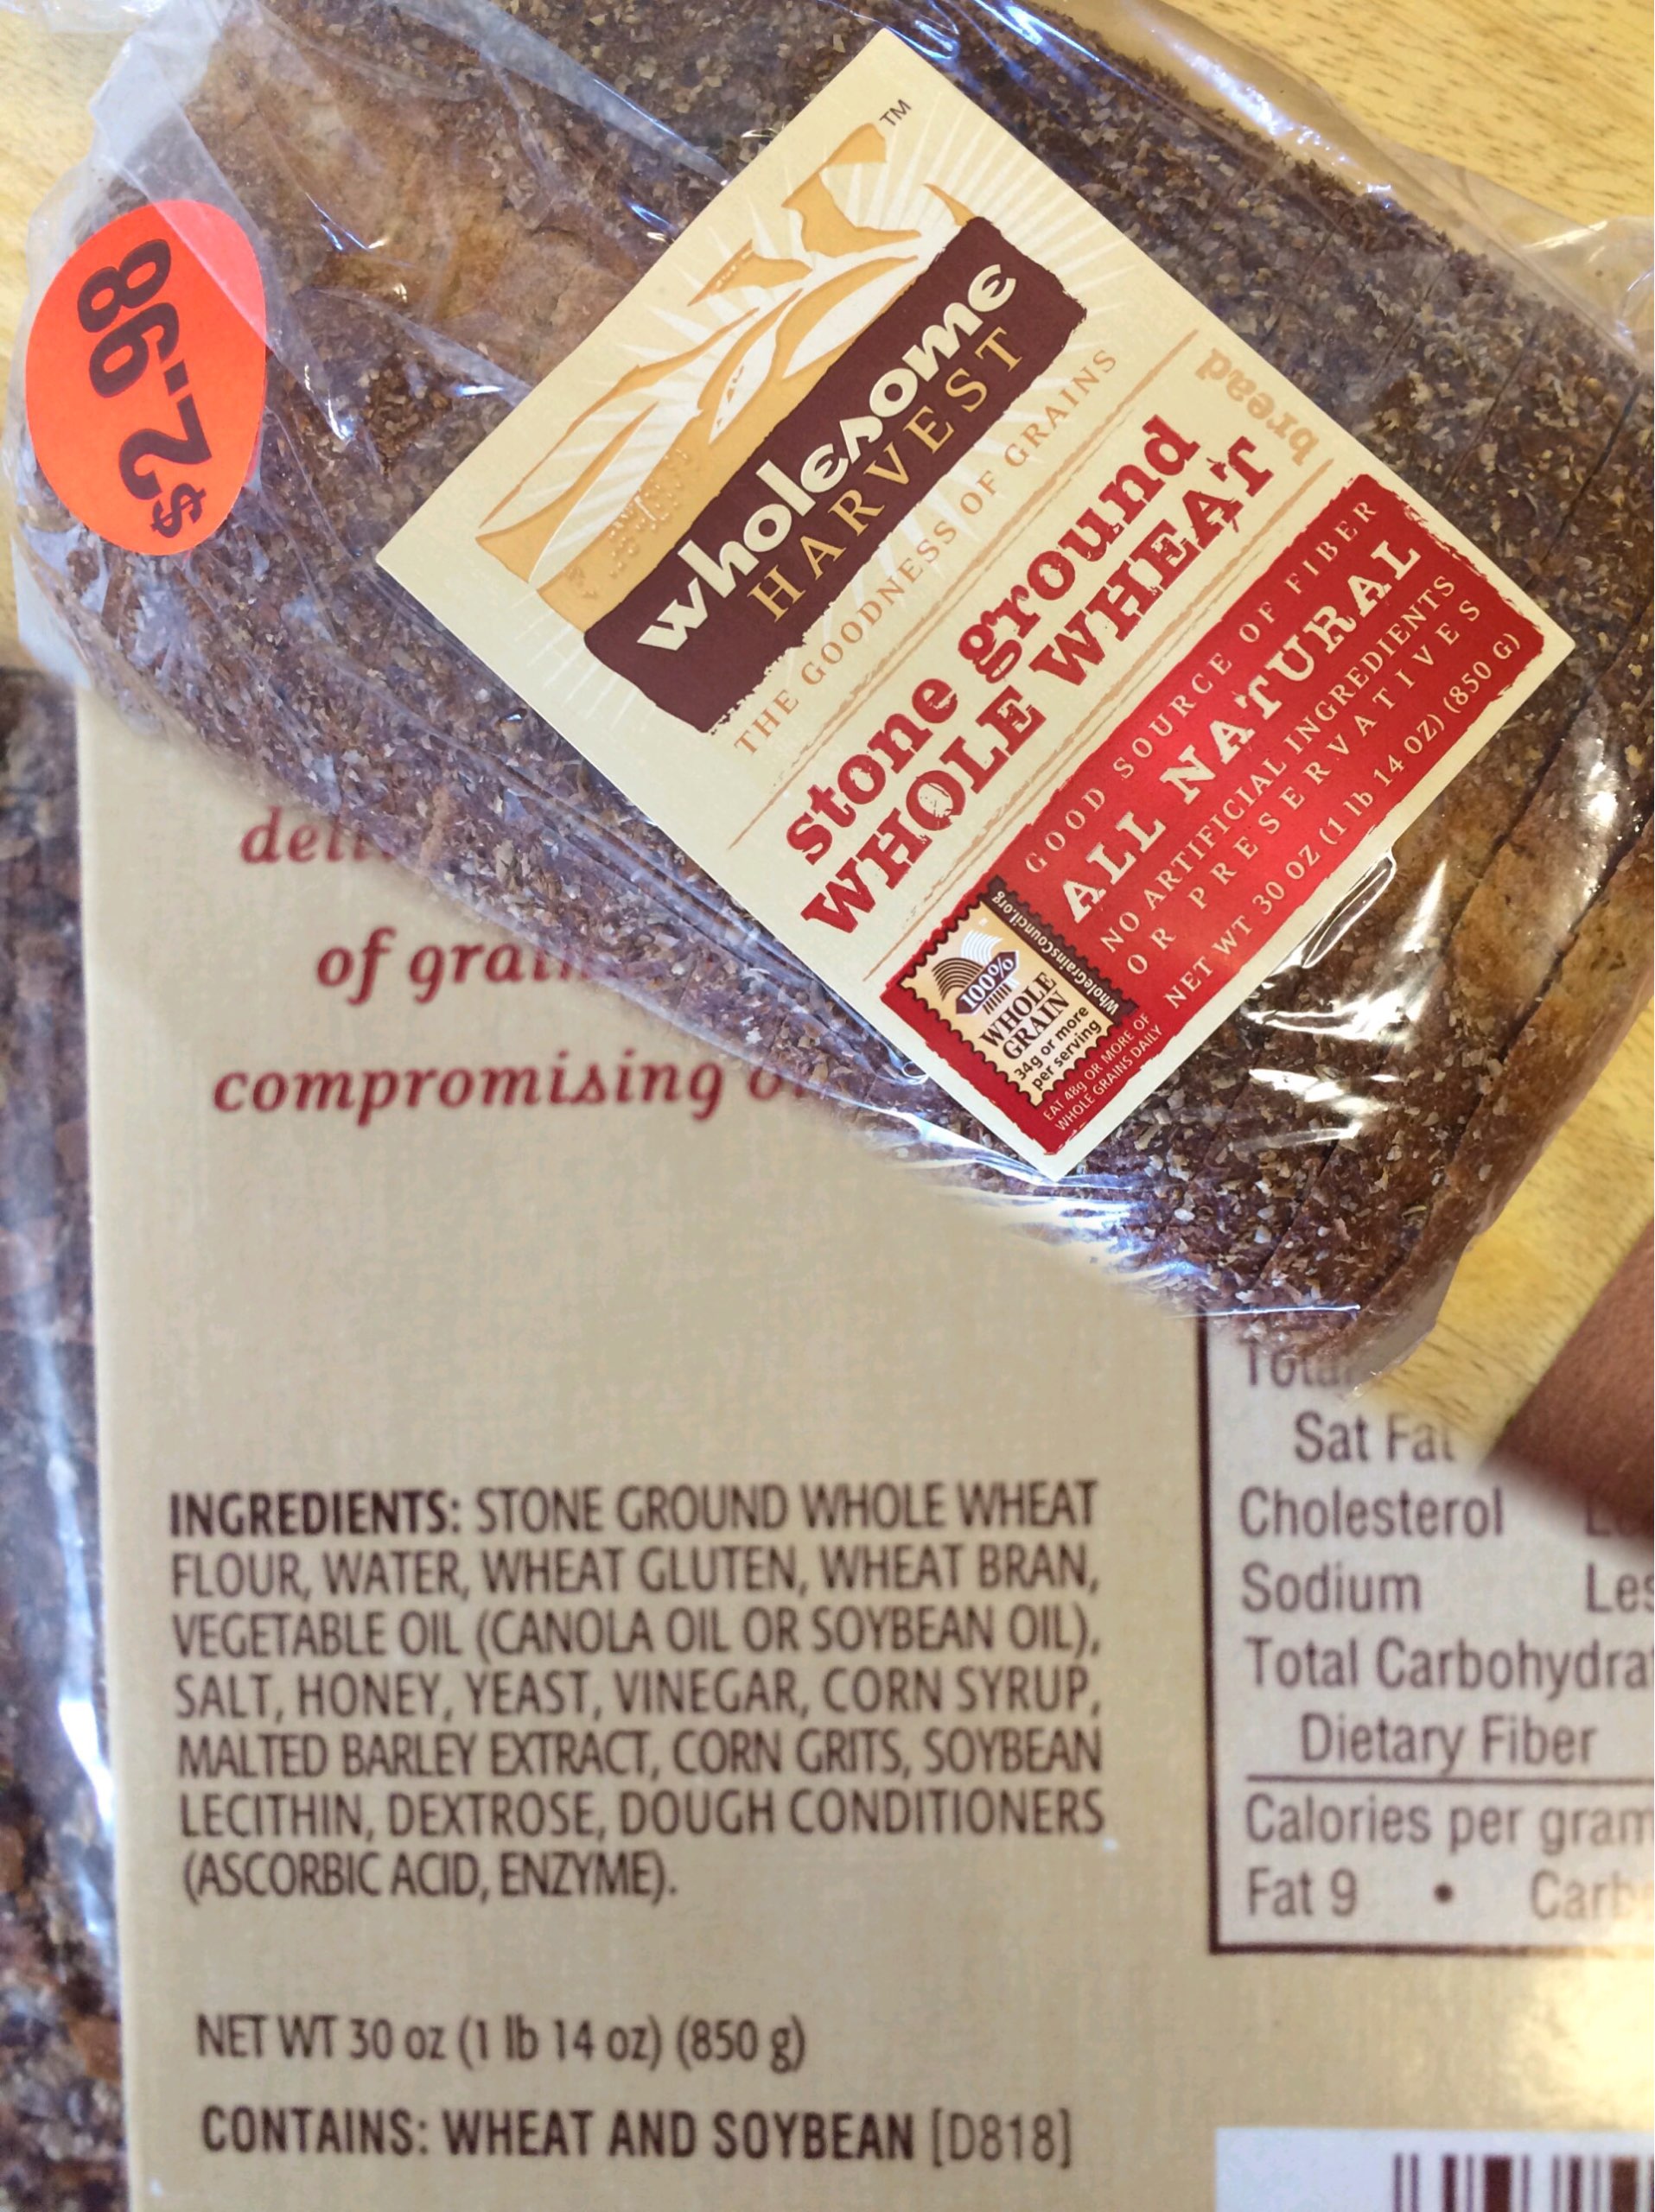 $2.98
TM
wholesome
HARVEST
THE GOODNESS OF GRAINS
stone ground
WHOLE WHEAT
bread
GOOD SOURCE OF FIBER
ALL NATURAL
NO ARTIFICIAL INGREDIENTS
OR PRESERVATIVES
NET WT 30 OZ (1 lb 14 OZ) (850 G)
100%
WHOLE
GRAIN
34g or more
per serving
WholeGrainsCouncil.org
EAT 48g OR MORE OF
WHOLE GRAINS DAILY
of
compromising
INGREDIENTS: STONE GROUND WHOLE WHEAT
FLOUR, WATER, WHEAT GLUTEN, WHEAT BRAN,
VEGETABLE OIL (CANOLA OIL OR SOYBEAN OIL),
SALT, HONEY, YEAST, VINEGAR, CORN SYRUP,
MALTED BARLEY EXTRACT, CORN GRITS, SOYBEAN
LECITHIN, DEXTROSE, DOUGH CONDITIONERS
(ASCORBIC ACID, ENZYME).
NET WT 30 oz (1 lb 14 oz) (850 g)
CONTAINS: WHEAT AND SOYBEAN [D818]
Sat Fat
Cholesterol
Sodium
Total
Dietary Fiber
Calories per gram
Fat 9 •